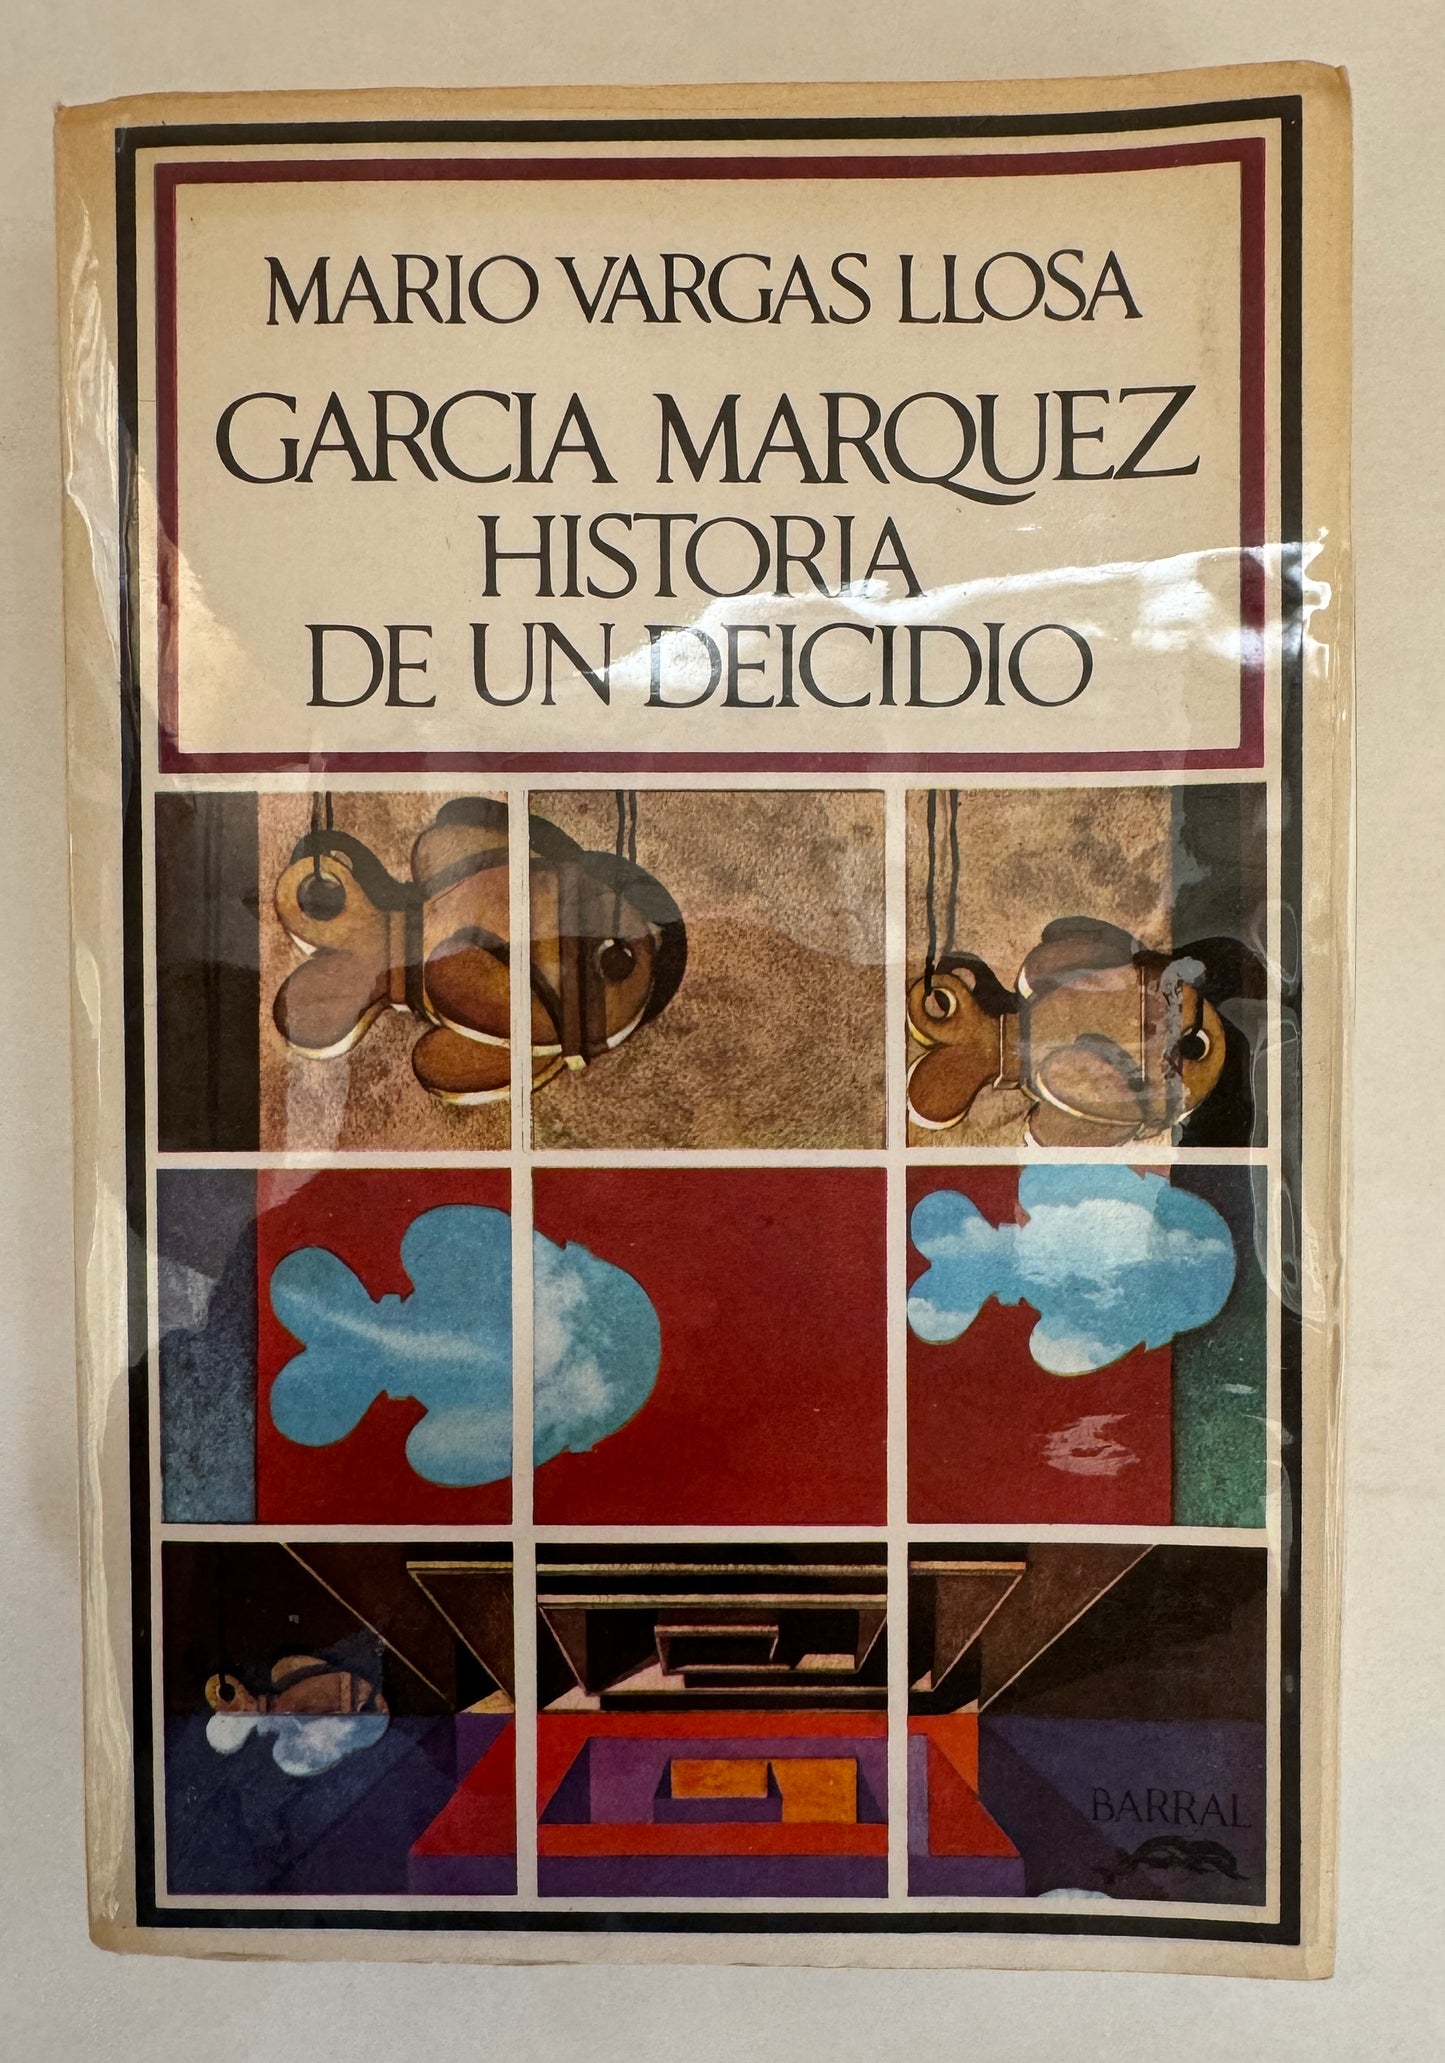 MARIO VARGAS LLOSA
GARCIA MARQUEZ
HISTORIA
DE UN DEICIDIO
BARRAL